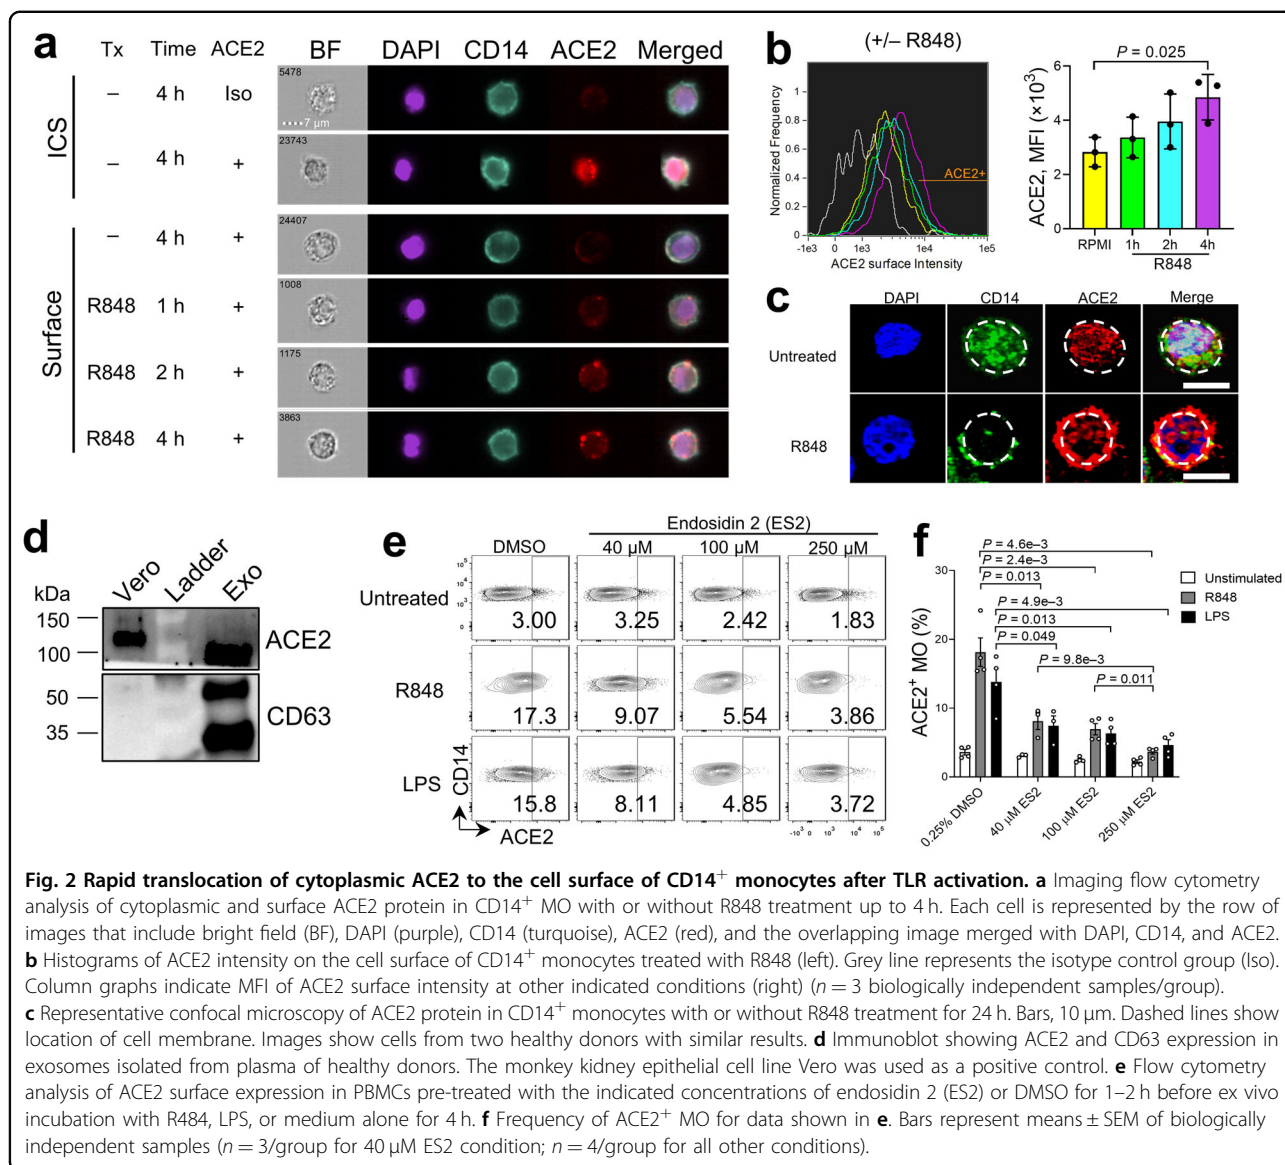 a
Tx Time ACE2 BF DAPI CD14 ACE2 Merged
ICS
– 4 h Iso
5478
7 μm
– 4 h +
23743
Surface
– 4 h +
24407
R848 1 h +
1008
R848 2 h +
1175
R848 4 h +
3863
b
(+/– R848)
Normalized Frequency
1
0.8
0.6
0.4
0.2
0
ACE2+
-1e3 0 1e3 1e4 1e5
ACE2 surface Intensity
P = 0.025
ACE2, MFI (×10³)
6
4
2
0
RPMI 1h 2h 4h
R848
c
DAPI CD14 ACE2 Merge
Untreated
R848
d
Vero Ladder Exo
kDa
150
100
ACE2
50
35
CD63
e
Endosidin 2 (ES2)
DMSO 40 μM 100 μM 250 μM
Untreated
10⁵
10⁴
10³
0
3.00 3.25 2.42 1.83
R848
17.3 9.07 5.54 3.86
LPS
15.8 8.11 4.85 3.72
CD14
ACE2
-10³ 0 10³ 10⁴ 10⁵
f
P = 4.6e–3
P = 2.4e–3
P = 0.013
P = 4.9e–3
P = 0.013
P = 0.049
P = 9.8e–3
P = 0.011
Unstimulated
R848
LPS
ACE2⁺ MO (%)
30
20
10
0
0.25% DMSO 40 μM ES2 100 μM ES2 250 μM ES2
Fig. 2 Rapid translocation of cytoplasmic ACE2 to the cell surface of CD14⁺ monocytes after TLR activation. a Imaging flow cytometry
analysis of cytoplasmic and surface ACE2 protein in CD14⁺ MO with or without R848 treatment up to 4 h. Each cell is represented by the row of
images that include bright field (BF), DAPI (purple), CD14 (turquoise), ACE2 (red), and the overlapping image merged with DAPI, CD14, and ACE2.
b Histograms of ACE2 intensity on the cell surface of CD14⁺ monocytes treated with R848 (left). Grey line represents the isotype control group (Iso).
Column graphs indicate MFI of ACE2 surface intensity at other indicated conditions (right) (n = 3 biologically independent samples/group).
c Representative confocal microscopy of ACE2 protein in CD14⁺ monocytes with or without R848 treatment for 24 h. Bars, 10 μm. Dashed lines show
location of cell membrane. Images show cells from two healthy donors with similar results. d Immunoblot showing ACE2 and CD63 expression in
exosomes isolated from plasma of healthy donors. The monkey kidney epithelial cell line Vero was used as a positive control. e Flow cytometry
analysis of ACE2 surface expression in PBMCs pre-treated with the indicated concentrations of endosidin 2 (ES2) or DMSO for 1–2 h before ex vivo
incubation with R484, LPS, or medium alone for 4 h. f Frequency of ACE2⁺ MO for data shown in e. Bars represent means ± SEM of biologically
independent samples (n = 3/group for 40 μM ES2 condition; n = 4/group for all other conditions).